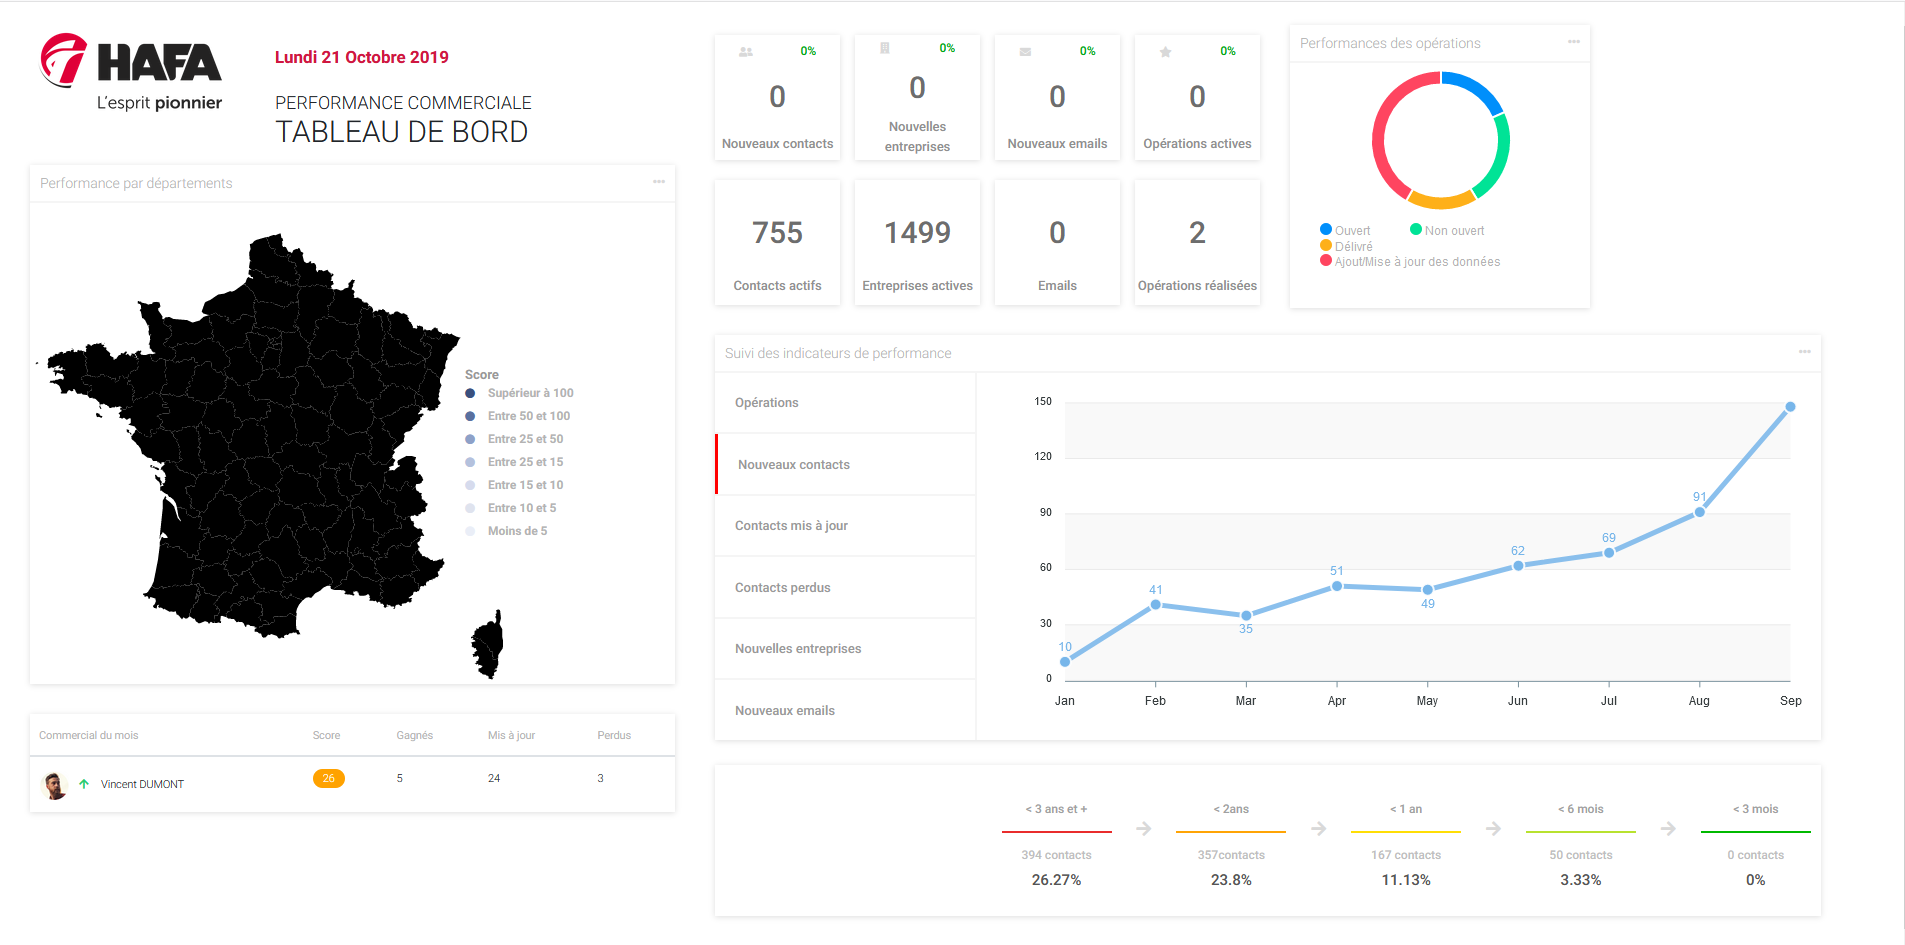 HAFA
L'esprit pionnier
Lundi 21 Octobre 2019
PERFORMANCE COMMERCIALE
TABLEAU DE BORD
0%
0
Nouveaux contacts
0%
0
Nouvelles
entreprises
0%
0
Nouveaux emails
0%
0
Opérations actives
755
Contacts actifs
1499
Entreprises actives
0
Emails
2
Opérations réalisées
Performances des opérations
Ouvert
Non ouvert
Délivré
Ajout/Mise à jour des données
Performance par départements
Score
Supérieur à 100
Entre 50 et 100
Entre 25 et 50
Entre 25 et 15
Entre 15 et 10
Entre 10 et 5
Moins de 5
Commercial du mois Score Gagnés Mis à jour Perdus
Vincent DUMONT 26 5 24 3
Suivi des indicateurs de performance
Opérations
Nouveaux contacts
Contacts mis à jour
Contacts perdus
Nouvelles entreprises
Nouveaux emails
150
120
90
60
30
0
10 41 35 51 49 62 69 91
Jan Feb Mar Apr May Jun Jul Aug Sep
< 3 ans et + < 2ans < 1 an < 6 mois < 3 mois
394 contacts 357contacts 167 contacts 50 contacts 0 contacts
26.27% 23.8% 11.13% 3.33% 0%